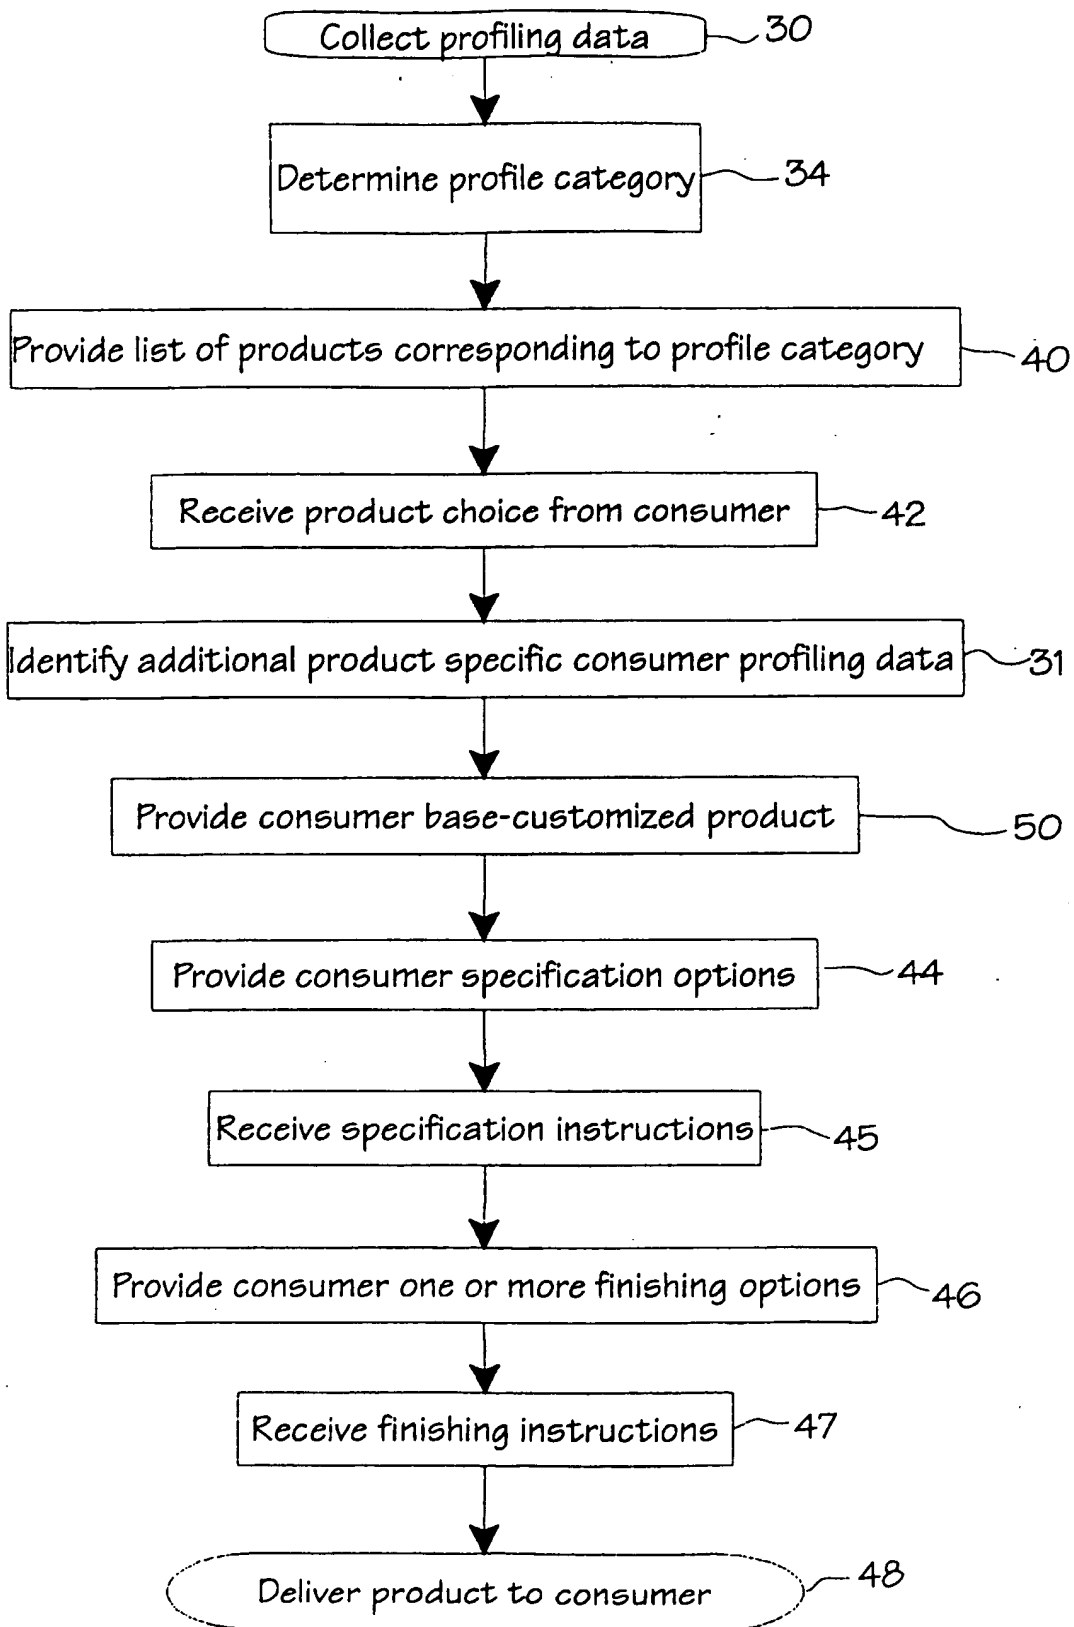 Collect profiling data 30
Determine profile category 34
Provide list of products corresponding to profile category 40
Receive product choice from consumer 42
Identify additional product specific consumer profiling data 31
Provide consumer base-customized product 50
Provide consumer specification options 44
Receive specification instructions 45
Provide consumer one or more finishing options 46
Receive finishing instructions 47
Deliver product to consumer 48